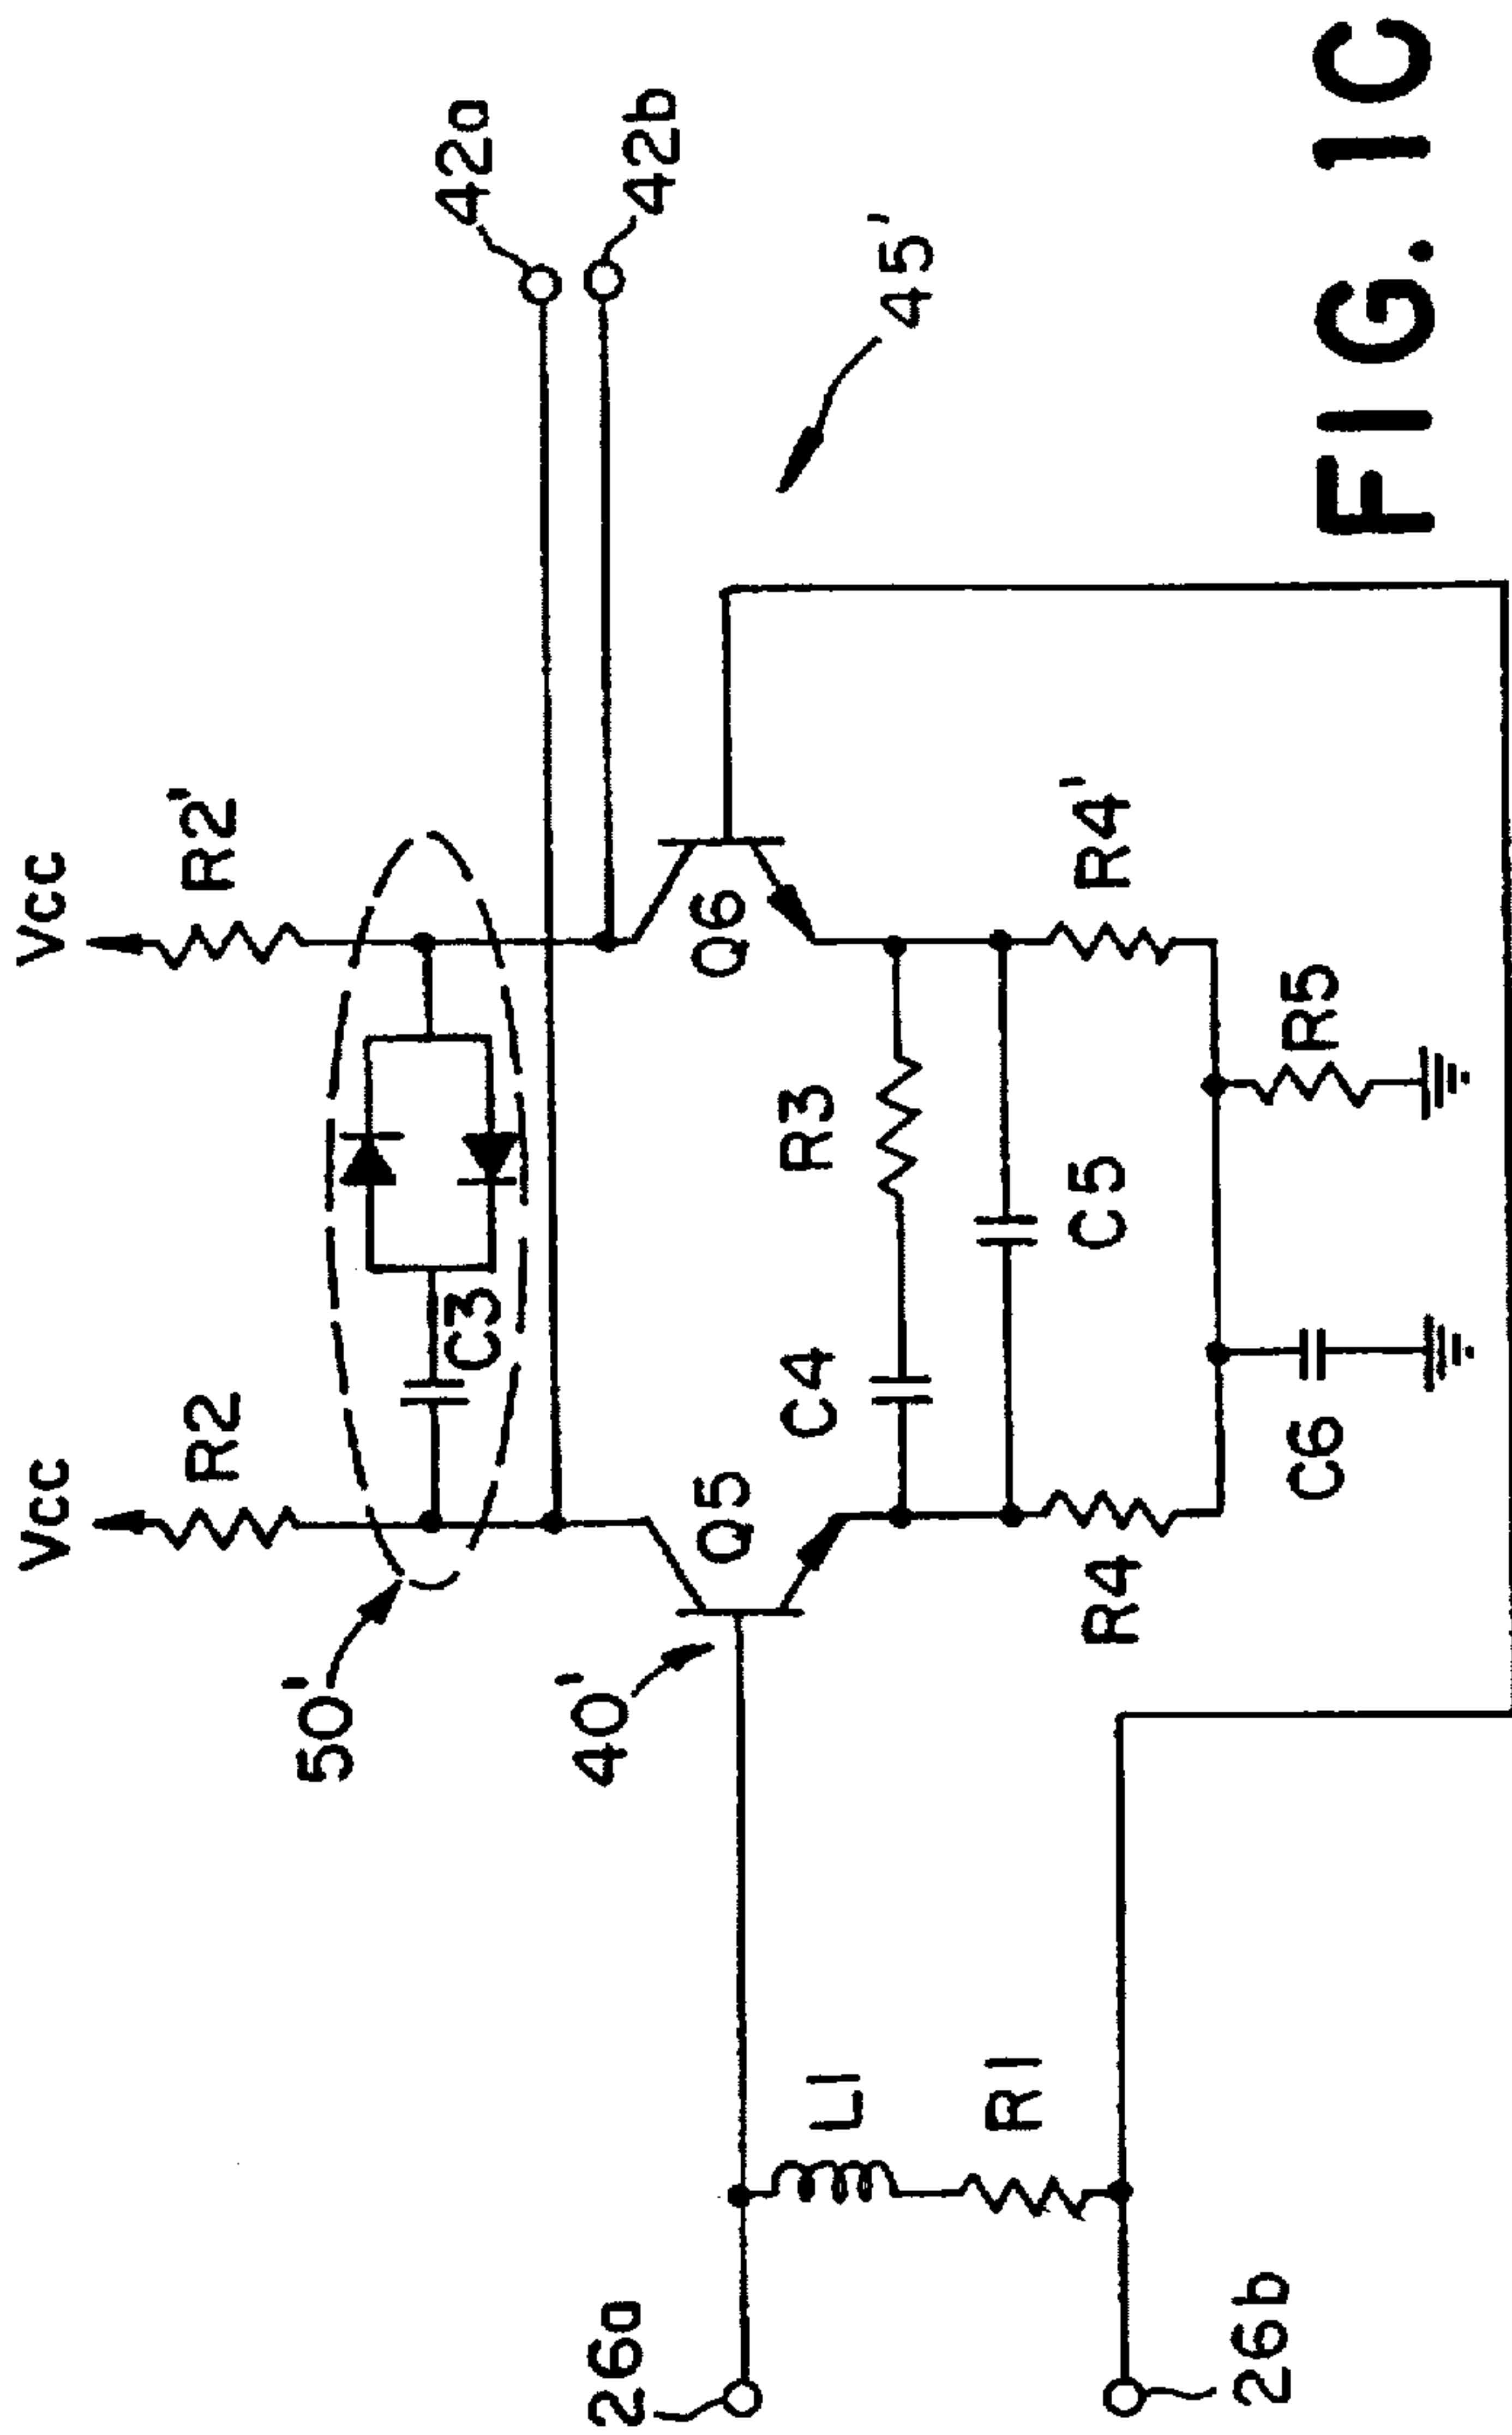 Vcc
Vcc
R2
R2'
50'
C3
42a
42b
40'
Q5
Q6
45'
C4
R3
C5
R4
R4'
C6
R5
26a
L1
R1
26b
FIG. 1C